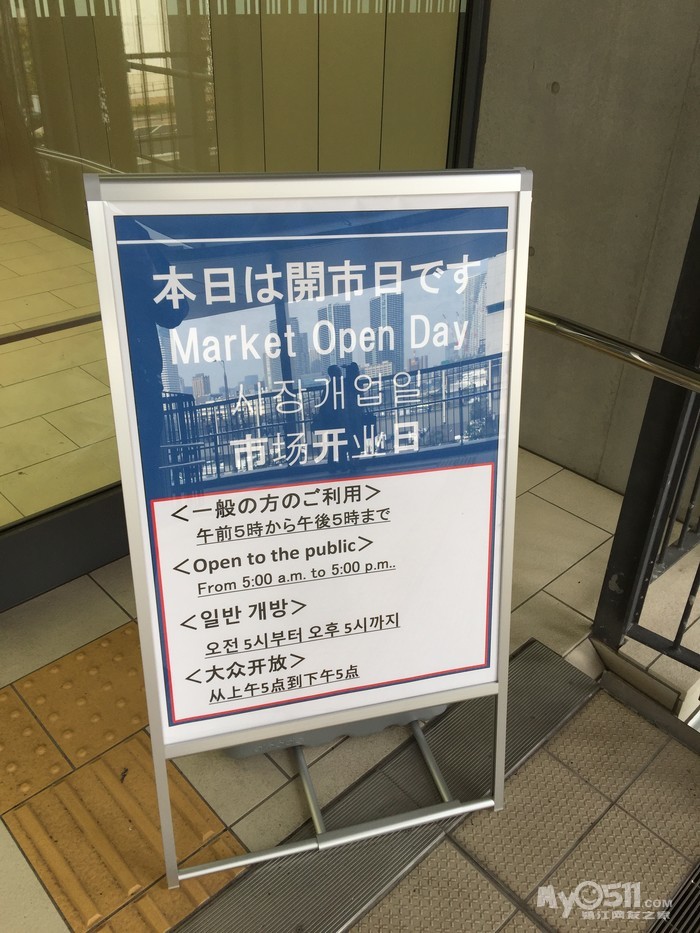 本日は開市日です
Market Open Day
시장개업일
市场开业日
<一般の方のご利用>
午前5時から午後5時まで
<Open to the public>
From 5:00 a.m. to 5:00 p.m..
<일반 개방>
오전 5시부터 오후 5시까지
<大众开放>
从上午5点到下午5点
My0511.COM
鎢江网友之家